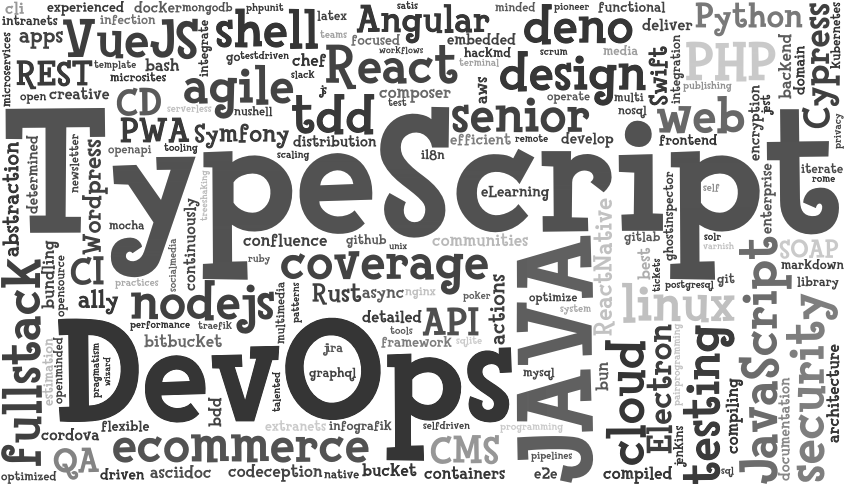 cli
experienced
docker
mongodb
phpunit
satis
minded
pioneer
functional
intranets
infection
latex
Angular
deno
deliver
Python
Kubernetes
apps
VueJS
integrate
shell
teams
focused
workflows
embedded
hackMd
scrum
media
Swift
integration
PHP
backend
domain
Cypress
microservices
REST
template
bash
gotestdriven
chef
slack
React
terminal
design
publishing
open
creative
microsites
agile
js
composer
aws
operate
multi
nosql
CD
serverless
nushell
tdd
test
senior
web
encryption
jest
PWA
Symfony
distribution
efficient
remote
develop
frontend
privacy
openapi
tooling
scaling
il8n
TypeScript
abstraction
determined
newsletter
Wordpress
treeshaking
eLearning
self
ghostinspector
enterprise
iterate
rome
mocha
continuously
socialmedia
confluence
github
unix
communities
ReactNative
gitlab
best
tickets
solr
varnish
SOAP
markdown
bundling
opensource
CI
practices
ruby
coverage
JAVA
postgresql
git
library
ally
nodejs
multimedia
patterns
Rust
async
nginx
poker
actions
optimize
system
linux
JavaScript
security
Fullstack
performance
traefik
detailed
API
tools
bitbucket
framework
sqlite
estimation
openminded
DevOps
pragmatism
wizard
jira
graphql
talented
bdd
mysql
bun
cloud
Electron
pairprogramming
testing
compiling
documentation
architecture
cordova
flexible
extranets
infografik
selfdriven
programming
jenkins
QA
ecommerce
CMS
pipelines
sql
optimized
driven
asciidoc
codeception
native
bucket
containers
e2e
compiled